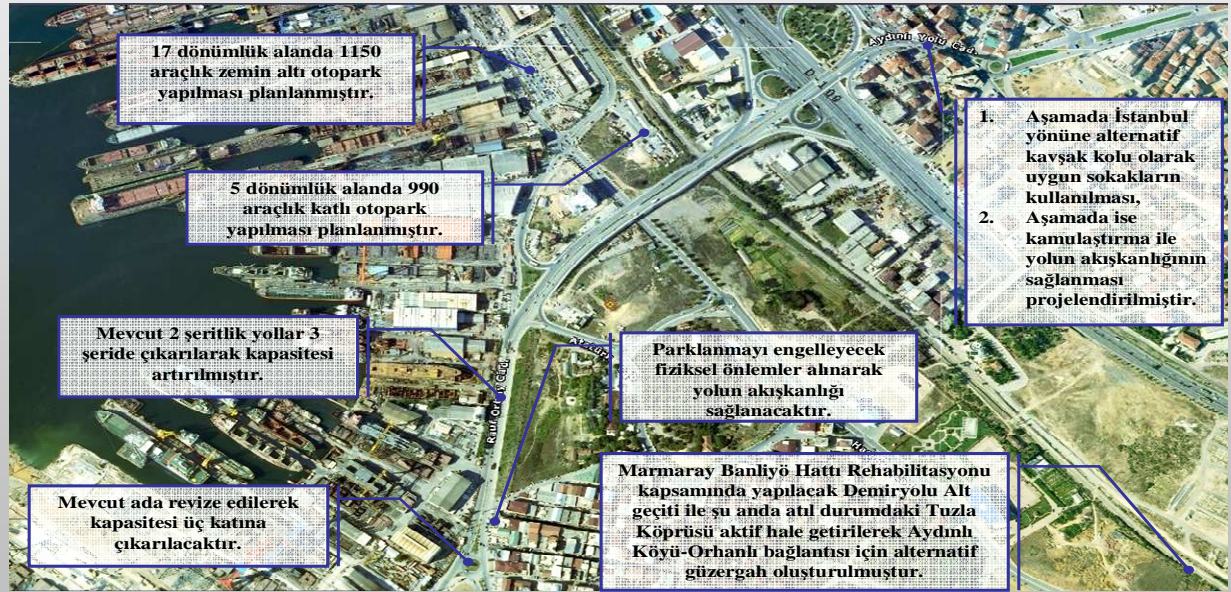 17 dönümlük alanda 1150
araçlık zemin altı otopark
yapılması planlanmıştır.
Aydınlı Yolu Cad.
D 100
1. Aşamada İstanbul
yönüne alternatif
kavşak kolu olarak
uygun sokakların
kullanılması,
2. Aşamada ise
kamulaştırma ile
yolun akışkanlığının
sağlanması
projelendirilmiştir.
5 dönümlük alanda 990
araçlık katlı otopark
yapılması planlanmıştır.
Mevcut 2 şeritlik yollar 3
şeride çıkarılarak kapasitesi
artırılmıştır.
Parklanmayı engelleyecek
fiziksel önlemler alınarak
yolun akışkanlığı
sağlanacaktır.
Marmaray Banliyö Hattı Rehabilitasyonu
kapsamında yapılacak Demiryolu Alt
geçiti ile şu anda atıl durumdaki Tuzla
Köprüsü aktif hale getirilerek Aydınlı
Köyü-Orhanlı bağlantısı için alternatif
güzergah oluşturulmuştur.
Mevcut ada revize edilerek
kapasitesi üç katına
çıkarılacaktır.